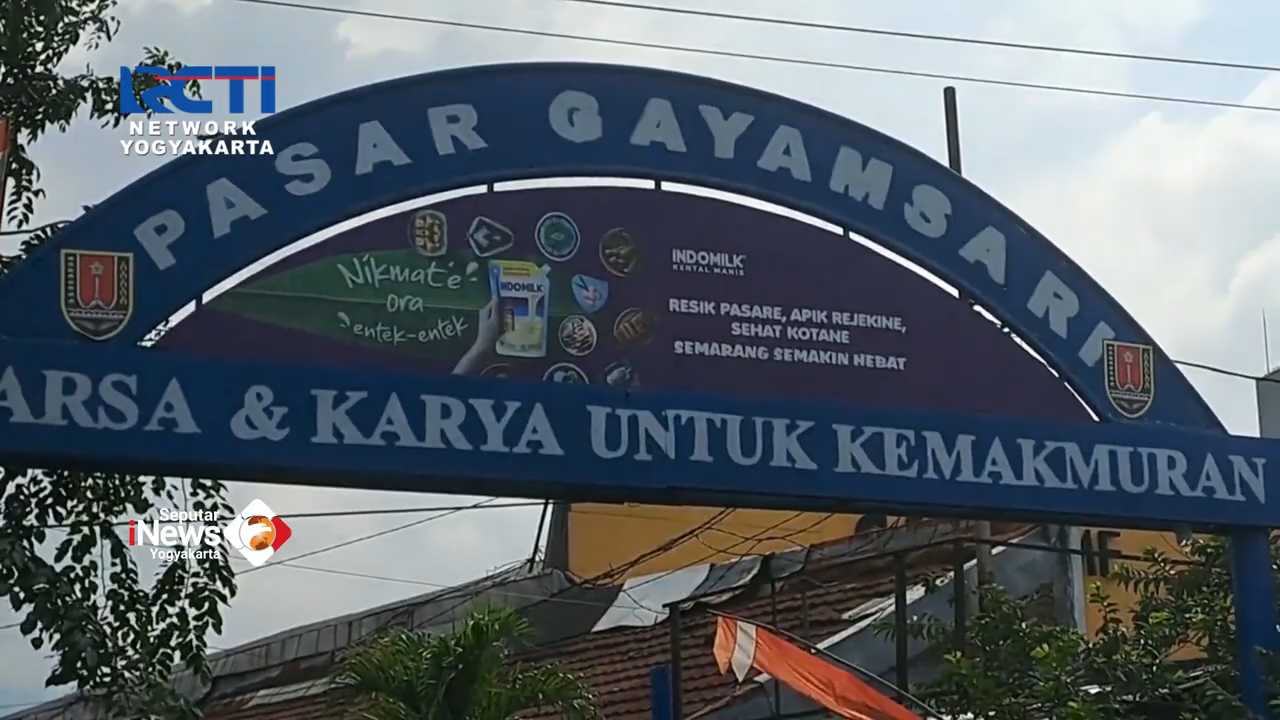 RCTI
NETWORK
YOGYAKARTA
PASAR GAYAMSARI
Nikmate
ora
entek-entek
INDOMILK
INDOMILK
KENTAL MANIS
RESIK PASARE, APIK REJEKINE,
SEHAT KOTANE
SEMARANG SEMAKIN HEBAT
ARSA & KARYA UNTUK KEMAKMURAN
Seputar
iNews
Yogyakarta